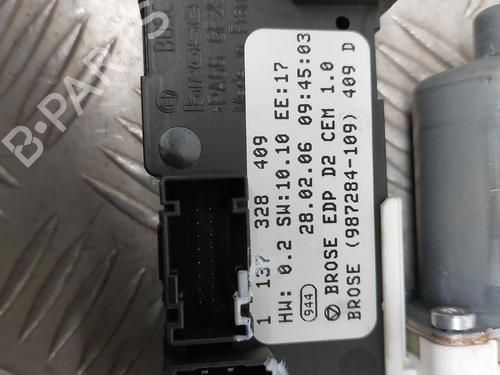 1 137 328 409
HW: 0.2 SW:10.10 EE:17
28.02.06 09:45:03
BROSE EDP D2 CEM 1.0
BROSE (987284-109) 409 D
944
brose
B-PARTS